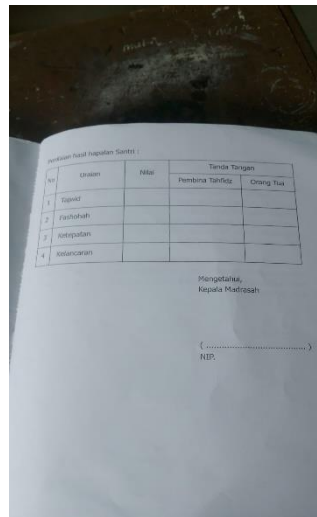 Penilaian hasil hapalan Santri :
No Uraian Nilai Tanda Tangan
Pembina Tahfidz Orang Tua
1 Tajwid
2 Fashohah
3 Ketepatan
4 Kelancaran
Mengetahui,
Kepala Madrasah
(....................................)
NIP.